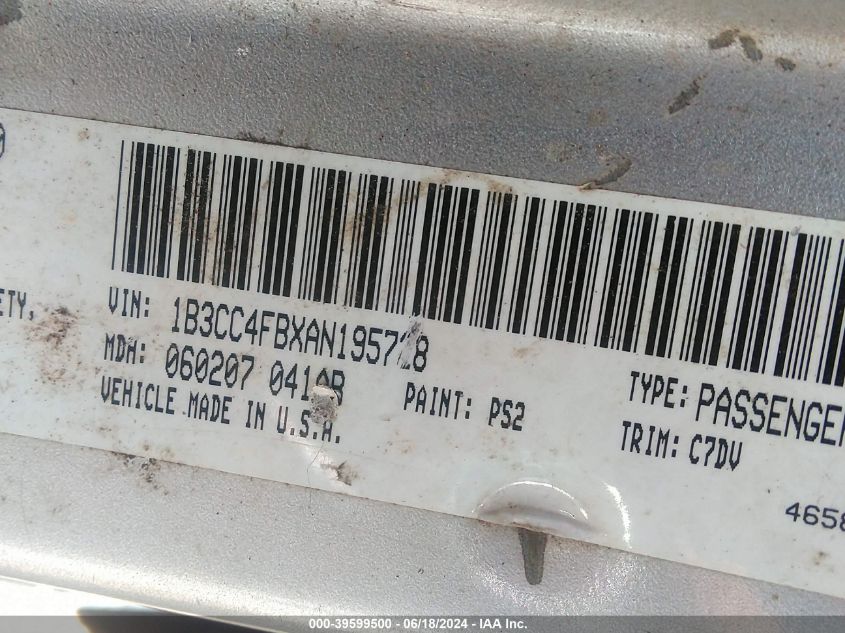 ETY,
VIN: 1B3CC4FBXAN195728
MDH: 060207
VEHICLE MADE IN U.S.A.
PAINT: PS2
TYPE: PASSENGER
TRIM: C7DV
4658
000-39599500 - 06/18/2024 - IAA Inc.